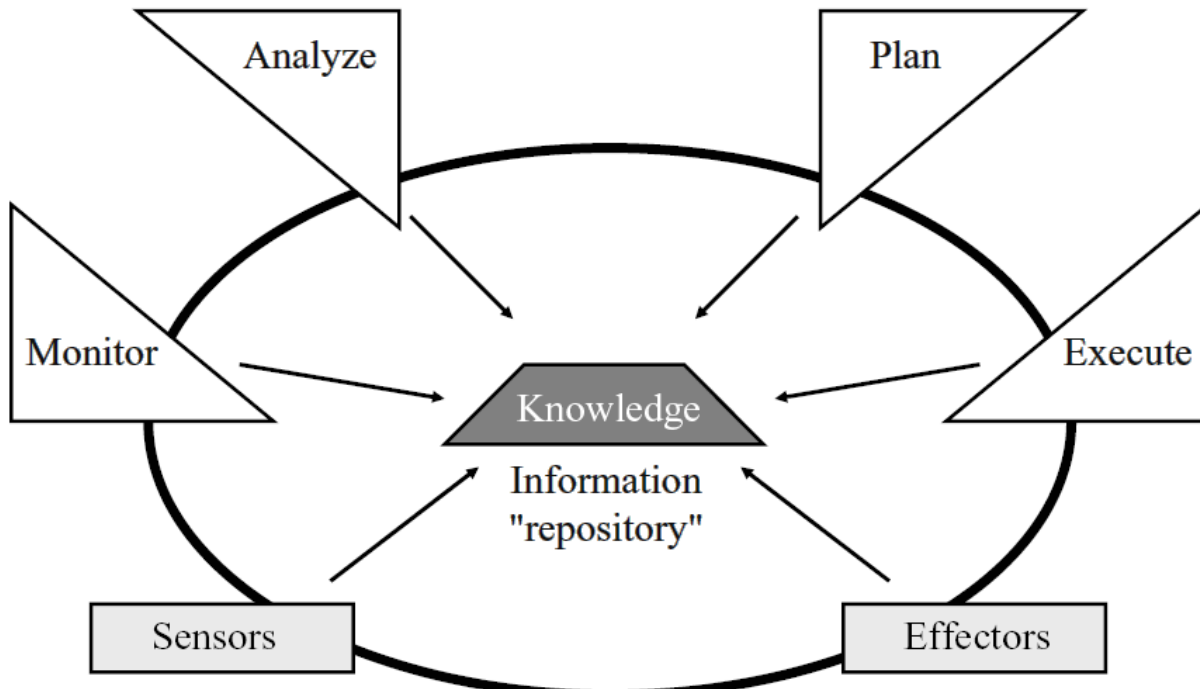 Analyze
Plan
Monitor
Execute
Knowledge
Information
"repository"
Sensors
Effectors